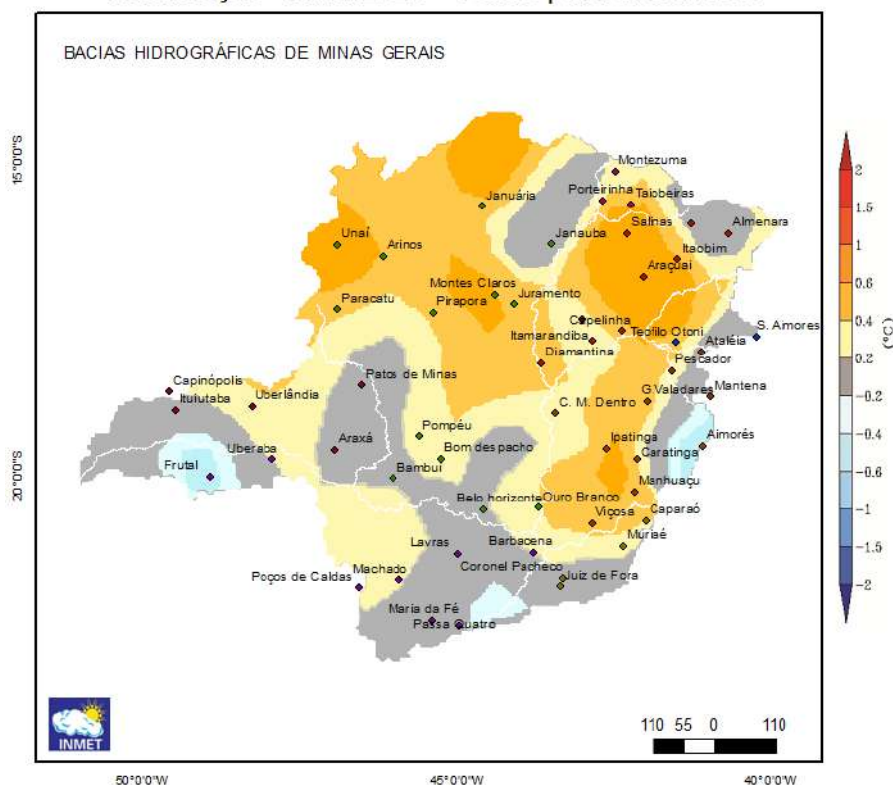 BACIAS HIDROGRÁFICAS DE MINAS GERAIS
15°0'0"S
20°0'0"S
Montezuma
Porteirinha
Taiobeiras
Januária
Salinas
Almenara
Unaí
Janauba
Arinos
Itaobim
Araçuai
Montes Claros
Juramento
Paracatu
Pirapora
Capelinha
Teofilo Otoni
S. Amores
Itamarandiba
Ataléia
Diamantina
Pescador
Patos de Minas
Capinópolis
Mantena
Uberlândia
G Valadares
Ituiutaba
C. M. Dentro
Pompéu
Aimorés
Araxá
Bom despacho
Ipatinga
Uberaba
Caratinga
Frutal
Bambuí
Manhuaçu
Belo horizonte
Ouro Branco
Viçosa
Caparaó
Lavras
Barbacena
Muriaé
Coronel Pacheco
Poços de Caldas
Machado
Juiz de Fora
Maria da Fé
Passa Quatro
2
1.5
1
0.6
0.4
0.2
-0.2
-0.4
-0.6
-1
-1.5
-2
(°C)
INMET
110 55 0 110
50°0'0"W 45°0'0"W 40°0'0"W